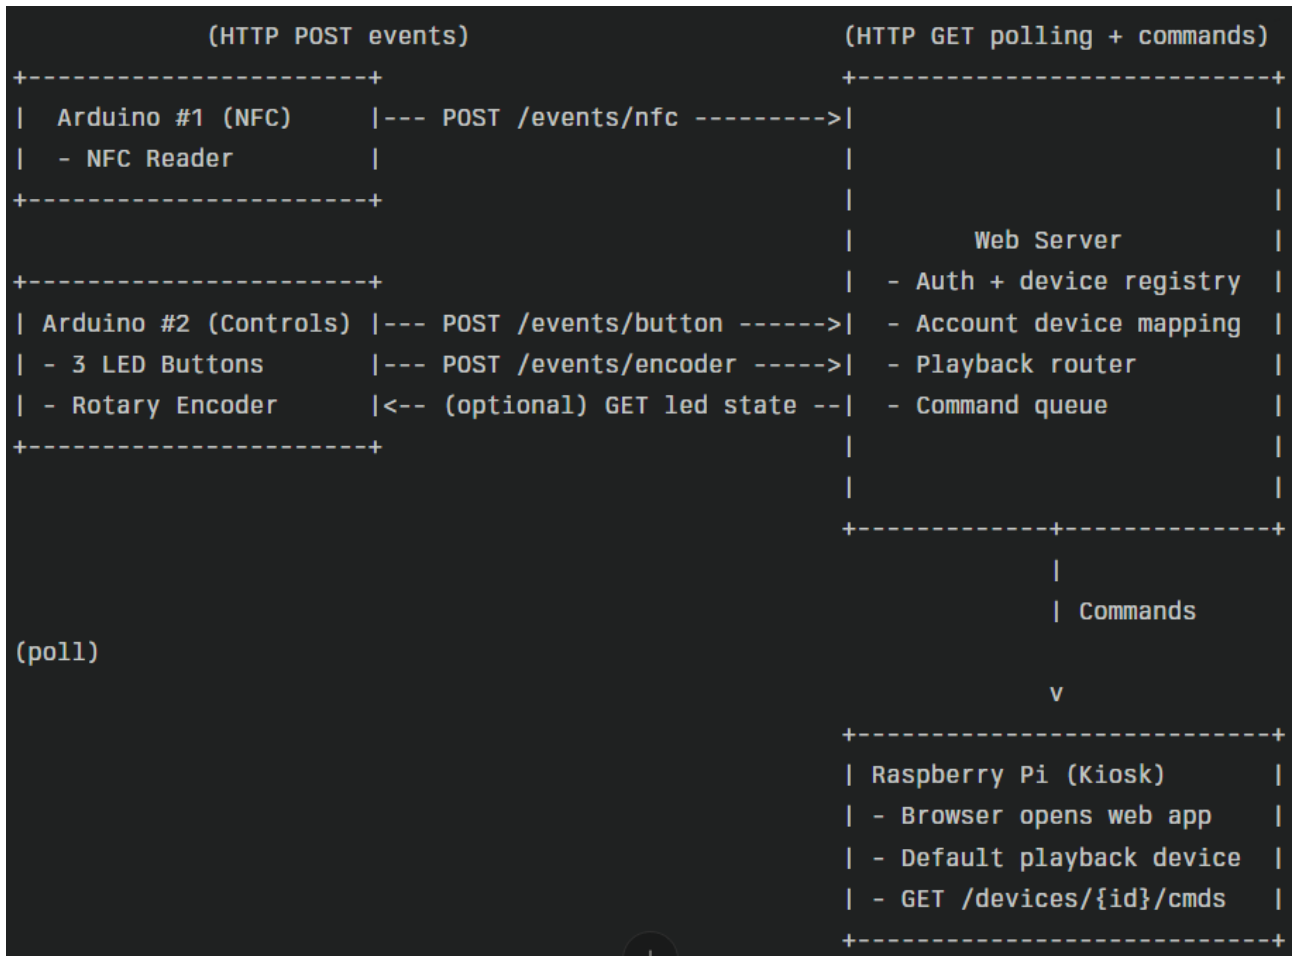 (HTTP POST events)                         (HTTP GET polling + commands)
+-----------------------+                               +----------------------------+
|  Arduino #1 (NFC)     |--- POST /events/nfc --------->|                            |
|  - NFC Reader         |                               |                            |
+-----------------------+                               |                            |
                                                        |        Web Server          |
+-----------------------+                               |  - Auth + device registry  |
| Arduino #2 (Controls) |--- POST /events/button ------>|  - Account device mapping  |
| - 3 LED Buttons       |--- POST /events/encoder ----->|  - Playback router         |
| - Rotary Encoder      |<-- (optional) GET led state --|  - Command queue           |
+-----------------------+                               |                            |
                                                        |                            |
                                                        +-------------+--------------+
                                                                      |
                                                                      | Commands
(poll)
                                                                      v
                                                        +----------------------------+
                                                        | Raspberry Pi (Kiosk)       |
                                                        | - Browser opens web app    |
                                                        | - Default playback device  |
                                                        | - GET /devices/{id}/cmds   |
                                                        +----------------------------+